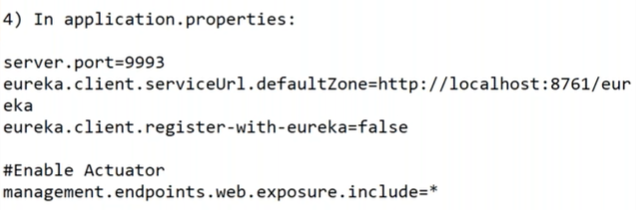 4) In application.properties:
server.port=9993
eureka.client.serviceUrl.defaultZone=http://localhost:8761/eur
eka
eureka.client.register-with-eureka=false
#Enable Actuator
management.endpoints.web.exposure.include=*